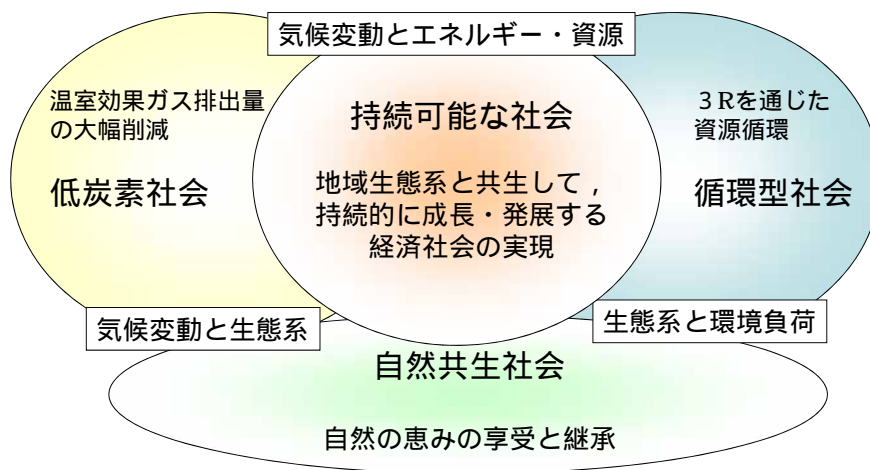 気候変動とエネルギー・資源
温室効果ガス排出量
の大幅削減
低炭素社会
持続可能な社会
地域生態系と共生して，
持続的に成長・発展する
経済社会の実現
３Rを通じた
資源循環
循環型社会
気候変動と生態系
生態系と環境負荷
自然共生社会
自然の恵みの享受と継承